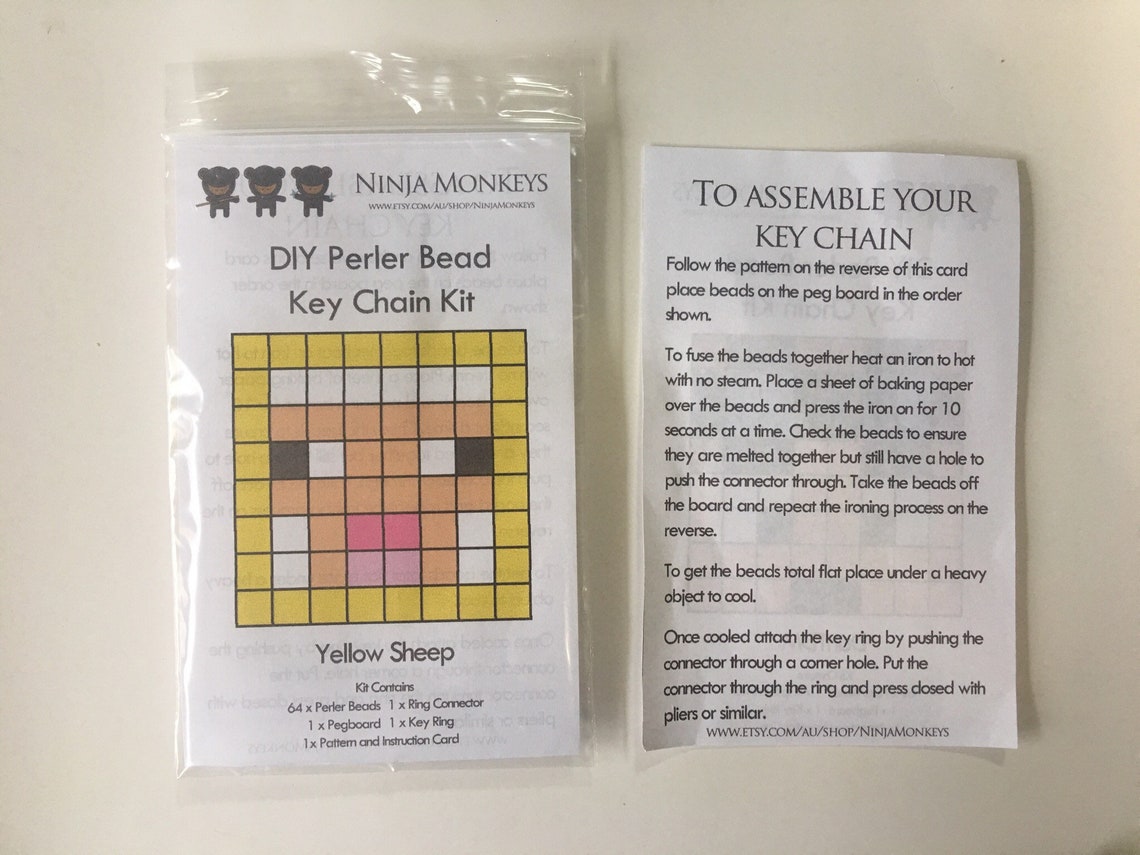 NINJA MONKEYS
WWW.ETSY.COM/AU/SHOP/NINJAMONKEYS
DIY Perler Bead
Key Chain Kit
Yellow Sheep
Kit Contains
64 x Perler Beads 1 x Ring Connector
1 x Pegboard 1 x Key Ring
1x Pattern and Instruction Card
TO ASSEMBLE YOUR
KEY CHAIN
Follow the pattern on the reverse of this card
place beads on the peg board in the order
shown.
To fuse the beads together heat an iron to hot
with no steam. Place a sheet of baking paper
over the beads and press the iron on for 10
seconds at a time. Check the beads to ensure
they are melted together but still have a hole to
push the connector through. Take the beads off
the board and repeat the ironing process on the
reverse.
To get the beads total flat place under a heavy
object to cool.
Once cooled attach the key ring by pushing the
connector through a corner hole. Put the
connector through the ring and press closed with
pliers or similar.
WWW.ETSY.COM/AU/SHOP/NINJAMONKEYS